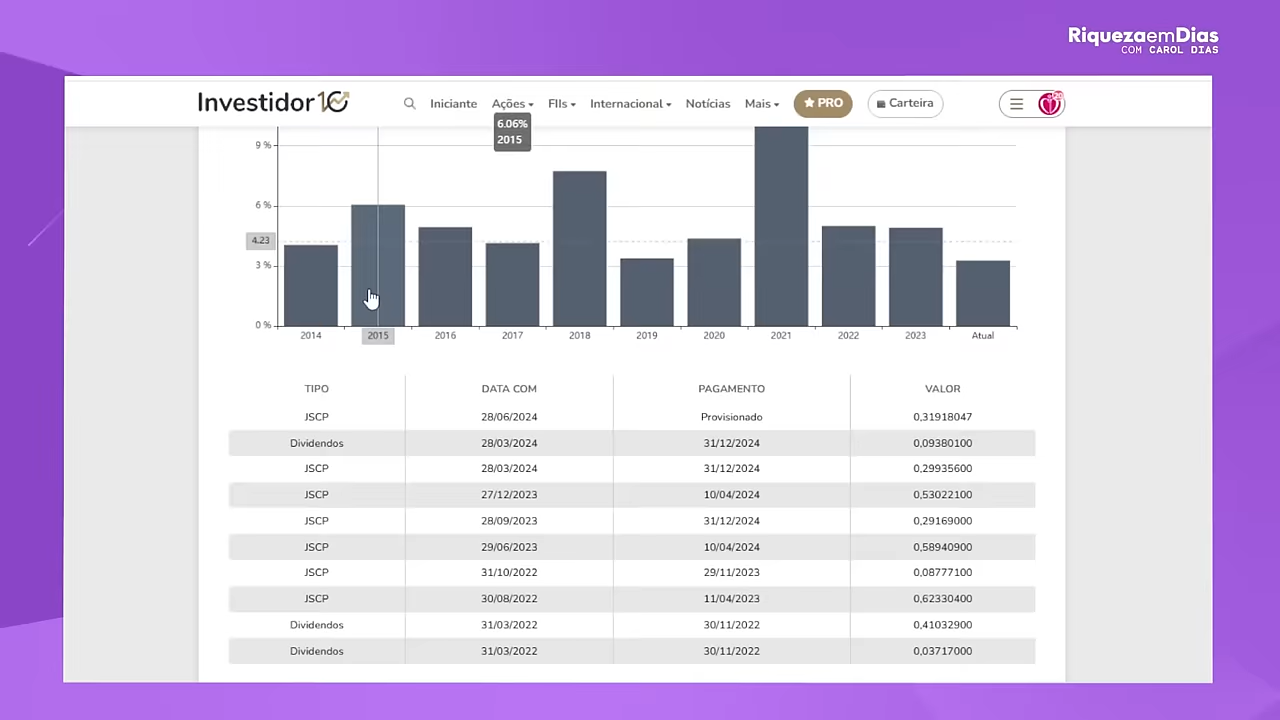 RiquezaemDias
COM CAROL DIAS
Investidor10
Iniciante Ações FIIs Internacional Notícias Mais PRO Carteira
6.06%
2015
9 %
6 %
4.23
3 %
0 %
2014 2015 2016 2017 2018 2019 2020 2021 2022 2023 Atual
TIPO DATA COM PAGAMENTO VALOR
JSCP 28/06/2024 Provisionado 0,31918047
Dividendos 28/03/2024 31/12/2024 0,09380100
JSCP 28/03/2024 31/12/2024 0,29935600
JSCP 27/12/2023 10/04/2024 0,53022100
JSCP 28/09/2023 31/12/2024 0,29169000
JSCP 29/06/2023 10/04/2024 0,58940900
JSCP 31/10/2022 29/11/2023 0,08777100
JSCP 30/08/2022 11/04/2023 0,62330400
Dividendos 31/03/2022 30/11/2022 0,41032900
Dividendos 31/03/2022 30/11/2022 0,03717000